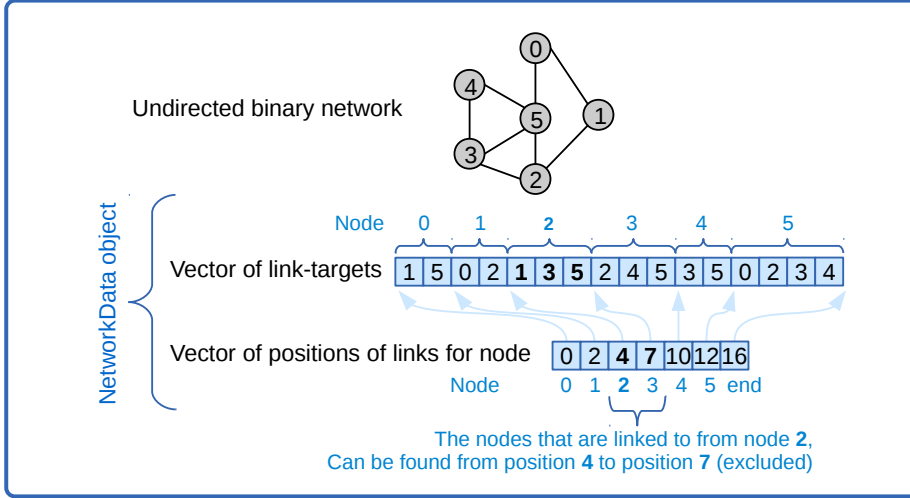 0
4
Undirected binary network
5
1
3
2
NetworkData object
Node 0 1 2 3 4 5
Vector of link-targets 1 5 0 2 1 3 5 2 4 5 3 5 0 2 3 4
Vector of positions of links for node 0 2 4 7 10 12 16
Node 0 1 2 3 4 5 end
The nodes that are linked to from node 2,
Can be found from position 4 to position 7 (excluded)